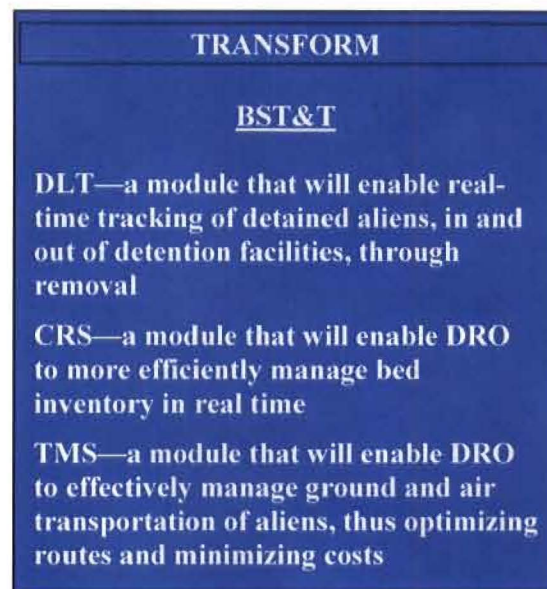 TRANSFORM
BST&T
DLT—a module that will enable real-
time tracking of detained aliens, in and
out of detention facilities, through
removal
CRS—a module that will enable DRO
to more efficiently manage bed
inventory in real time
TMS—a module that will enable DRO
to effectively manage ground and air
transportation of aliens, thus optimizing
routes and minimizing costs